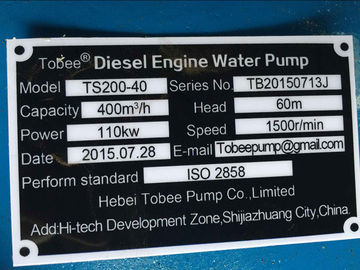 Tobee® Diesel Engine Water Pump
Model TS200-40 Series No. TB20150713J
Capacity 400m³/h Head 60m
Power 110kw Speed 1500r/min
Date 2015.07.28 E-mail Tobeepump@gmail.com
Perform standard ISO 2858
Hebei Tobee Pump Co.,Limited
Add:Hi-tech Development Zone,Shijiazhuang City,China.